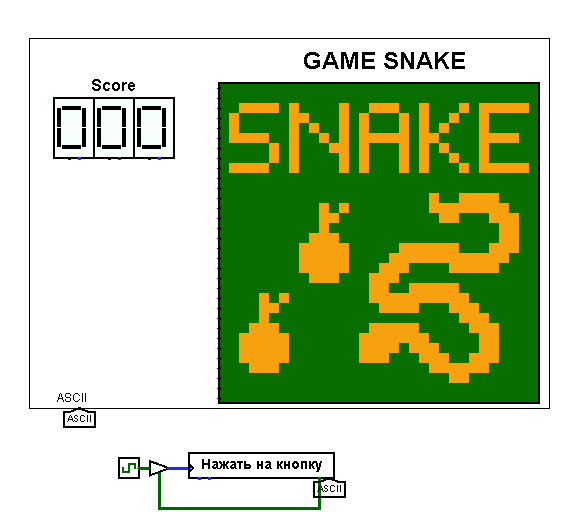 GAME SNAKE
Score
000
SNAKE
ASCII
ASCII
Нажать на кнопку
ASCII